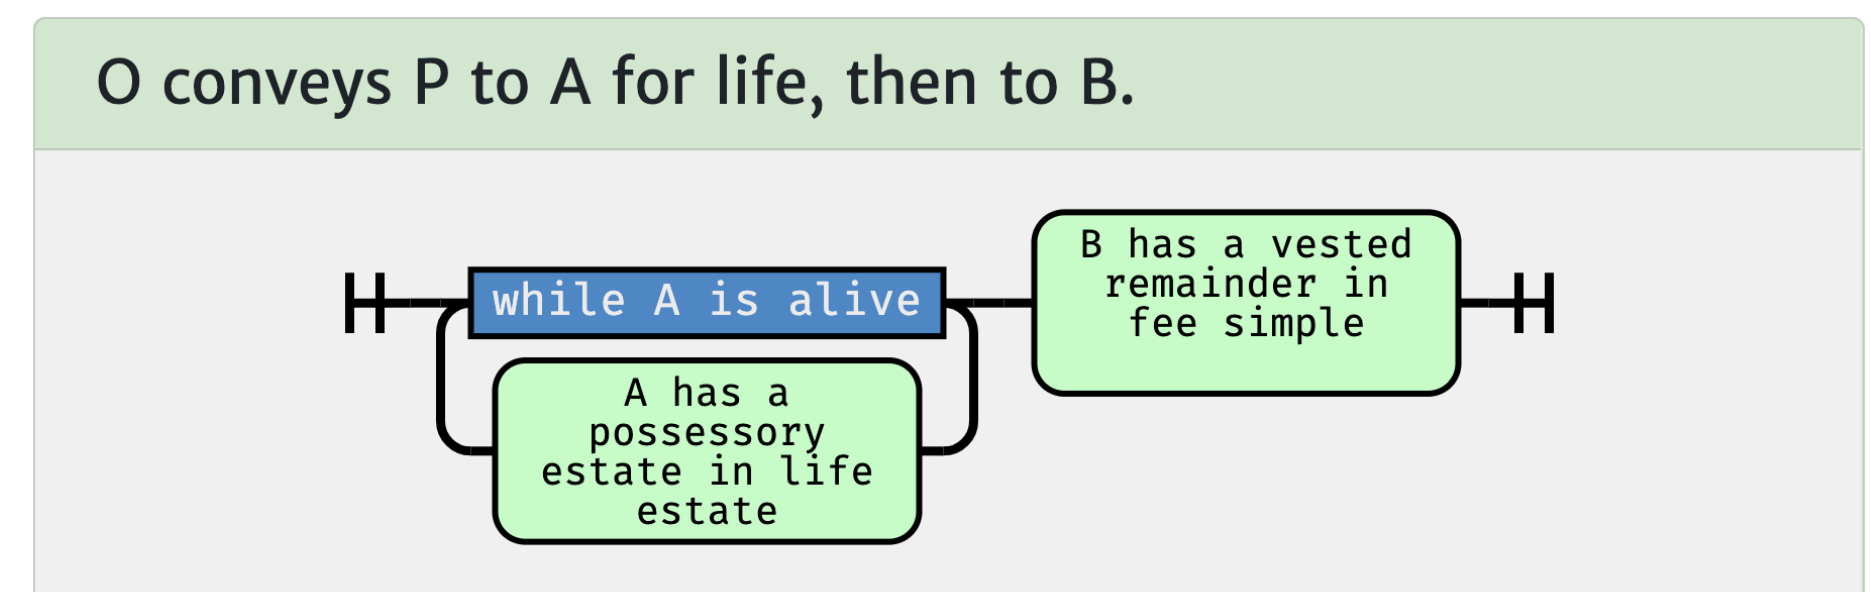 O conveys P to A for life, then to B.
while A is alive
A has a
possessory
estate in life
estate
B has a vested
remainder in
fee simple